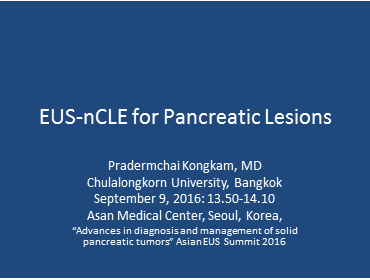 EUS-nCLE for Pancreatic Lesions
Pradermchai Kongkam, MD
Chulalongkorn University, Bangkok
September 9, 2016: 13.50-14.10
Asan Medical Center, Seoul, Korea,
“Advances in diagnosis and management of solid
pancreatic tumors” Asian EUS Summit 2016